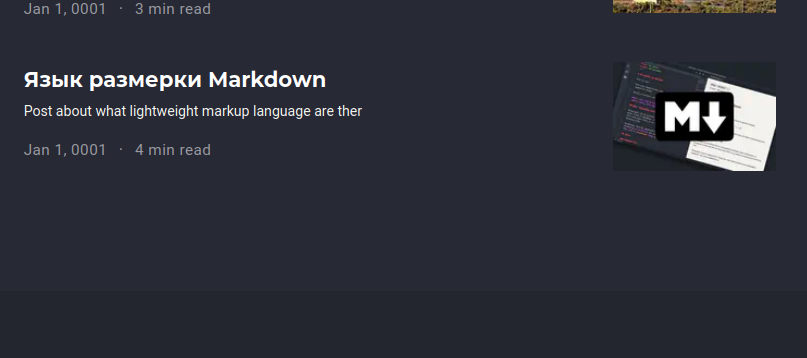 Jan 1, 0001 · 3 min read
Язык размерки Markdown
Post about what lightweight markup language are ther
Jan 1, 0001 · 4 min read
M